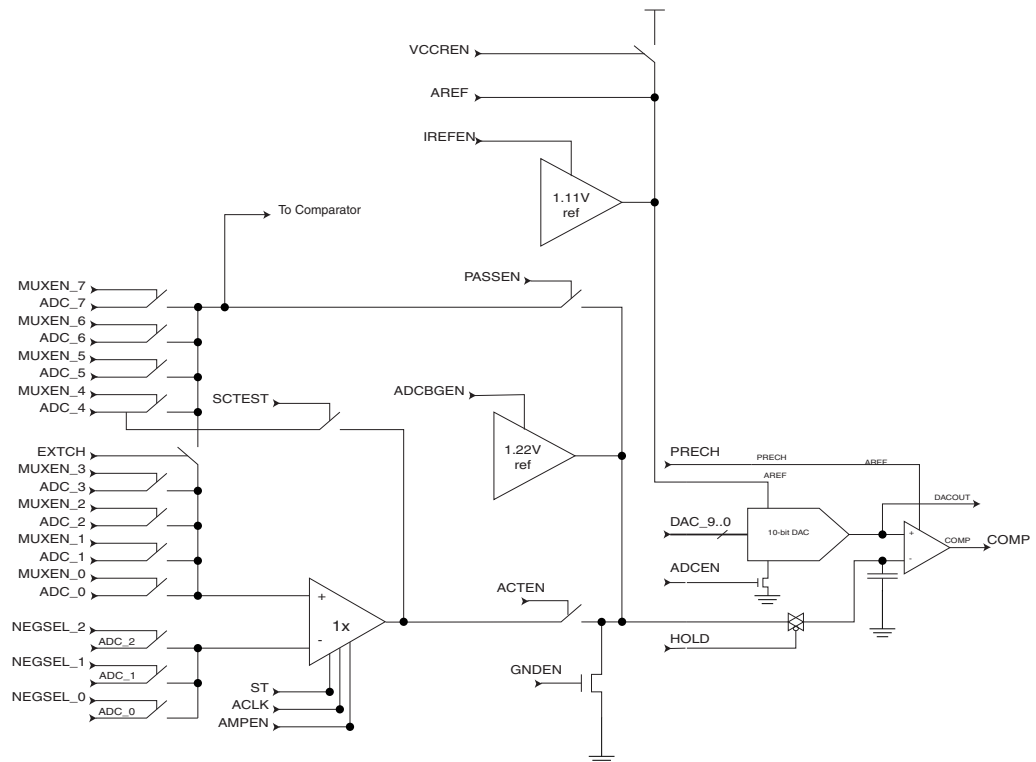 VCCREN
AREF
IREFEN
1.11V
ref
To Comparator
PASSEN
MUXEN_7
ADC_7
MUXEN_6
ADC_6
MUXEN_5
ADC_5
MUXEN_4
ADC_4
SCTEST
ADCBGEN
1.22V
ref
EXTCH
MUXEN_3
ADC_3
MUXEN_2
ADC_2
MUXEN_1
ADC_1
MUXEN_0
ADC_0
PRECH
PRECH
AREF
AREF
DACOUT
DAC_9..0
10-bit DAC
+
-
COMP
COMP
ADCEN
ACTEN
+
1x
-
NEGSEL_2
ADC_2
NEGSEL_1
ADC_1
NEGSEL_0
ADC_0
HOLD
GNDEN
ST
ACLK
AMPEN